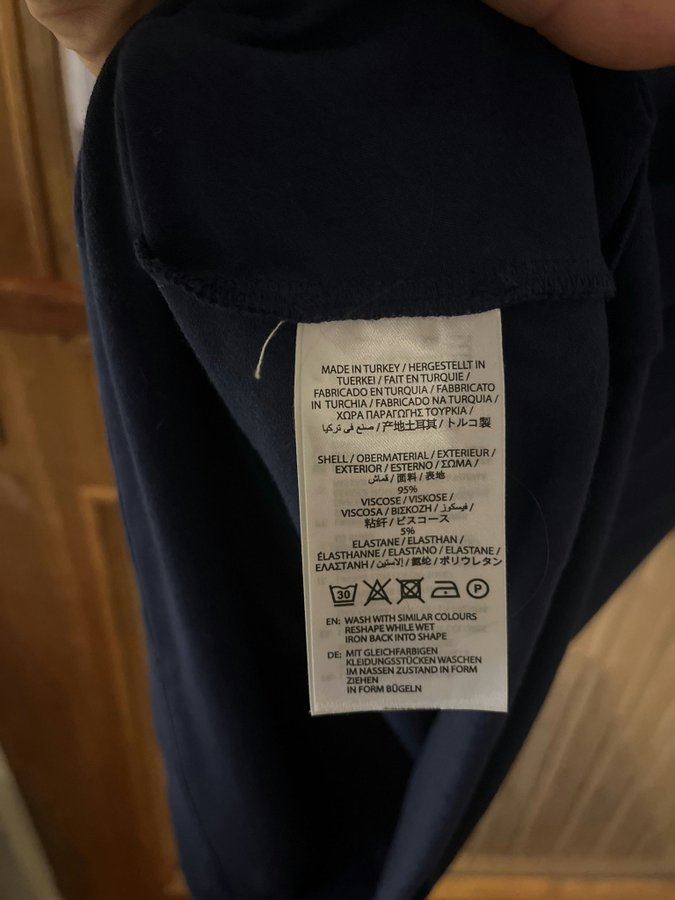 MADE IN TURKEY / HERGESTELLT IN
TUERKEI / FAIT EN TURQUIE /
FABRICADO EN TURQUIA / FABBRICATO
IN TURCHIA / FABRICADO NA TURQUIA /
ΧΩΡΑ ΠΑΡΑΓΩΓΗΣ ΤΟΥΡΚΙΑ /
صنع في تركيا / 产地土耳其 / トルコ製
SHELL / OBERMATERIAL / EXTERIEUR /
EXTERIOR / ESTERNO / ΣΩΜΑ /
قماش / 面料 / 表地
95%
VISCOSE / VISKOSE /
VISCOSA / ΒΙΣΚΟΖΗ / فيسكوز /
粘纤 / ビスコース
5%
ELASTANE / ELASTHAN /
ÉLASTHANNE / ELASTANO / ELASTANE /
ΕΛΑΣΤΑΝΗ / إلاستين / 氨纶 / ポリウレタン
30 P
EN: WASH WITH SIMILAR COLOURS
RESHAPE WHILE WET
IRON BACK INTO SHAPE
DE: MIT GLEICHFARBIGEN
KLEIDUNGSSTÜCKEN WASCHEN
IM NASSEN ZUSTAND IN FORM
ZIEHEN
IN FORM BÜGELN